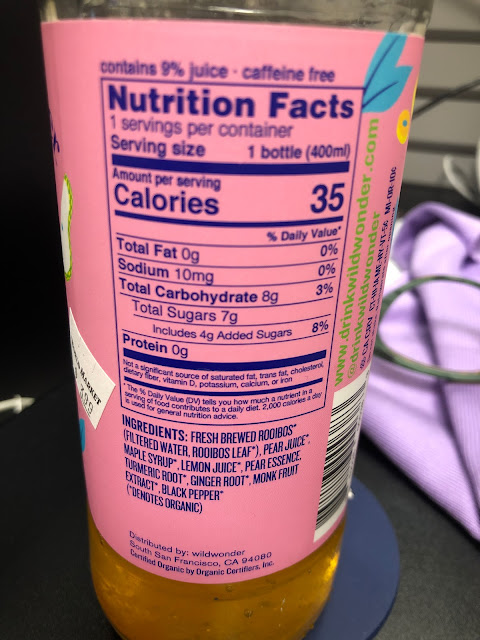 contains 9% juice · caffeine free
Nutrition Facts
1 servings per container
Serving size 1 bottle (400ml)
Amount per serving
Calories 35
% Daily Value*
Total Fat 0g 0%
Sodium 10mg 0%
Total Carbohydrate 8g 3%
Total Sugars 7g
Includes 4g Added Sugars 8%
Protein 0g
Not a significant source of saturated fat, trans fat, cholesterol,
dietary fiber, vitamin D, potassium, calcium, or iron
*The % Daily Value (DV) tells you how much a nutrient in a
serving of food contributes to a daily diet. 2,000 calories a day
is used for general nutrition advice.
INGREDIENTS: FRESH BREWED ROOIBOS*
(FILTERED WATER, ROOIBOS LEAF*), PEAR JUICE*,
MAPLE SYRUP*, LEMON JUICE*, PEAR ESSENCE,
TURMERIC ROOT*, GINGER ROOT*, MONK FRUIT
EXTRACT*, BLACK PEPPER*
(*DENOTES ORGANIC)
Distributed by: wildwonder
South San Francisco, CA 94080
Certified Organic by Organic Certifiers, Inc.
www.drinkwildwonder.com
@drinkwildwonder
MARKET